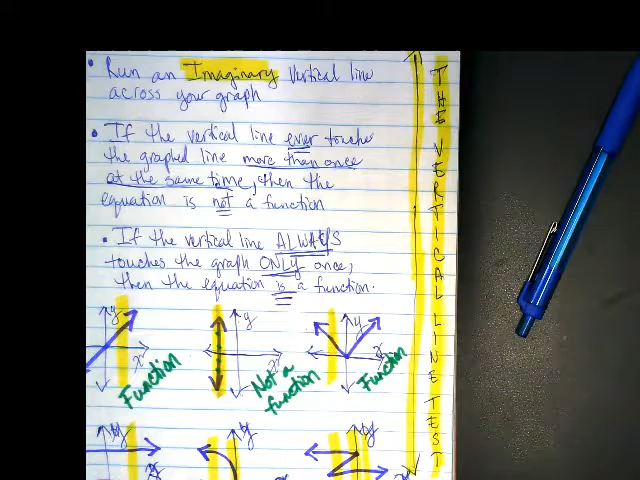 • Run an Imaginary vertical line
across your graph
• If the vertical line ever touches
the graphed line more than once
at the same time, then the
equation is not a function
• If the vertical line ALWAYS
touches the graph ONLY once,
then the equation is a function.
y
x
Function
y
x
Not a
function
y
x
Function
y
x
y
x
y
x
THE VERTICAL LINE TEST